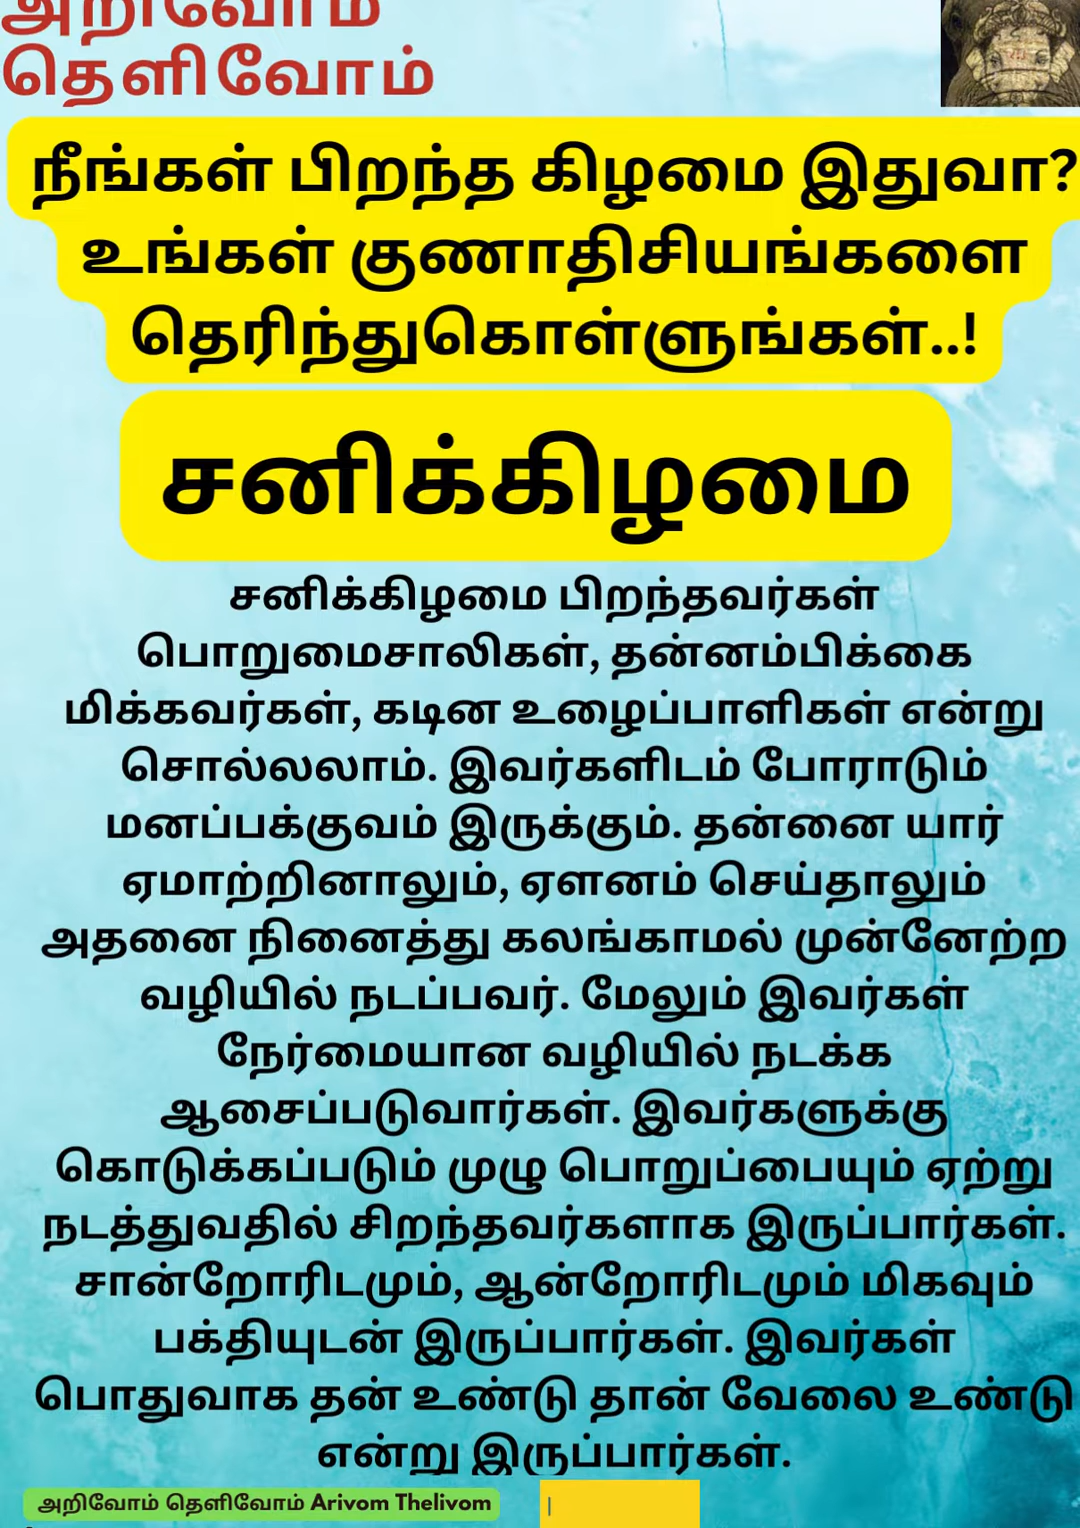 அறிவோம்
தெளிவோம்
நீங்கள் பிறந்த கிழமை இதுவா?
உங்கள் குணாதிசியங்களை
தெரிந்துகொள்ளுங்கள்..!
சனிக்கிழமை
சனிக்கிழமை பிறந்தவர்கள்
பொறுமைசாலிகள், தன்னம்பிக்கை
மிக்கவர்கள், கடின உழைப்பாளிகள் என்று
சொல்லலாம். இவர்களிடம் போராடும்
மனப்பக்குவம் இருக்கும். தன்னை யார்
ஏமாற்றினாலும், ஏளனம் செய்தாலும்
அதனை நினைத்து கலங்காமல் முன்னேற்ற
வழியில் நடப்பவர். மேலும் இவர்கள்
நேர்மையான வழியில் நடக்க
ஆசைப்படுவார்கள். இவர்களுக்கு
கொடுக்கப்படும் முழு பொறுப்பையும் ஏற்று
நடத்துவதில் சிறந்தவர்களாக இருப்பார்கள்.
சான்றோரிடமும், ஆன்றோரிடமும் மிகவும்
பக்தியுடன் இருப்பார்கள். இவர்கள்
பொதுவாக தன் உண்டு தான் வேலை உண்டு
என்று இருப்பார்கள்.
அறிவோம் தெளிவோம் Arivom Thelivom